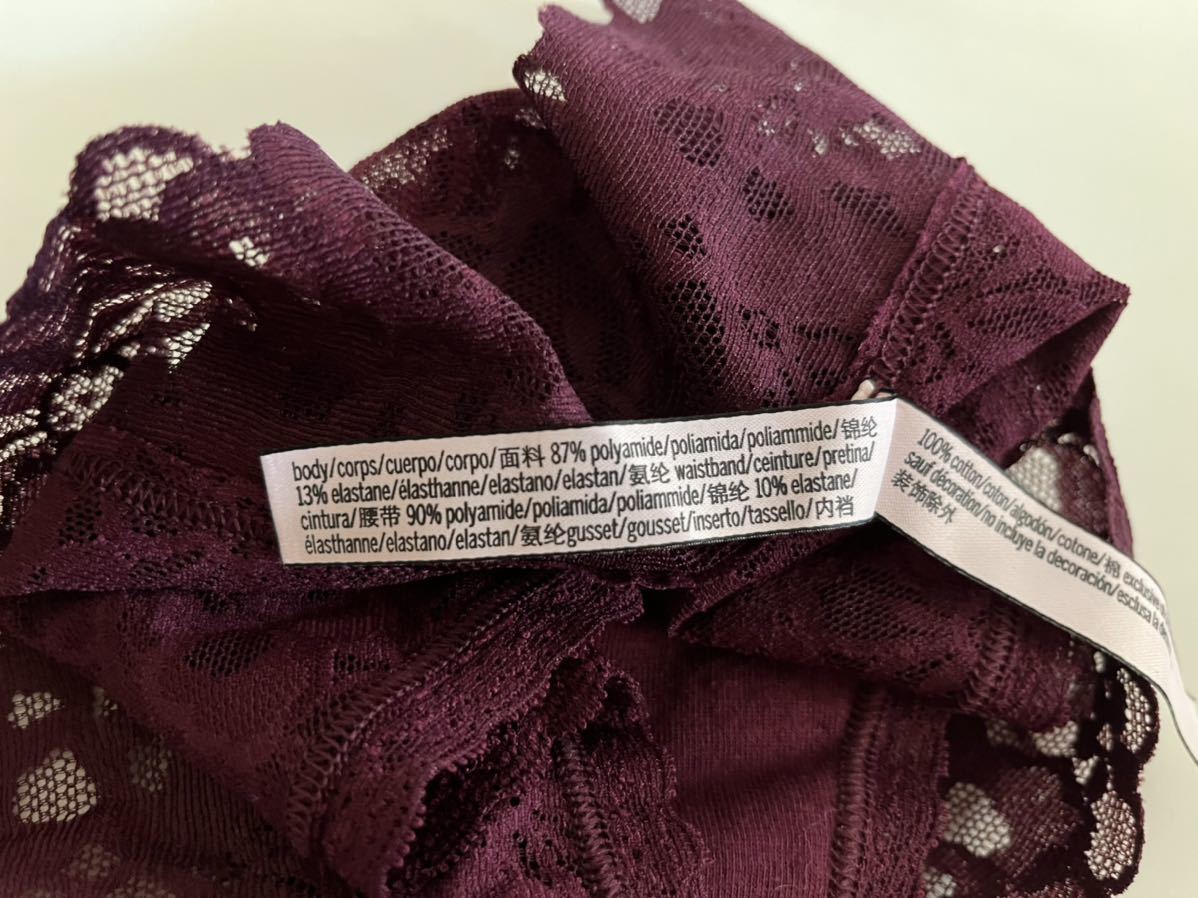 body/corps/cuerpo/corpo/面料 87% polyamide/poliamida/poliammide/锦纶
13% elastane/élasthanne/elastano/elastan/氨纶 waistband/ceinture/pretina/
cintura/腰带 90% polyamide/poliamida/poliammide/锦纶 10% elastane/
élasthanne/elastano/elastan/氨纶gusset/gousset/inserto/tassello/内裆
100% cotton/coton/algodón/cotone/棉 exclusive
sauf décoration/no incluye la decoración/esclusa la
装饰除外